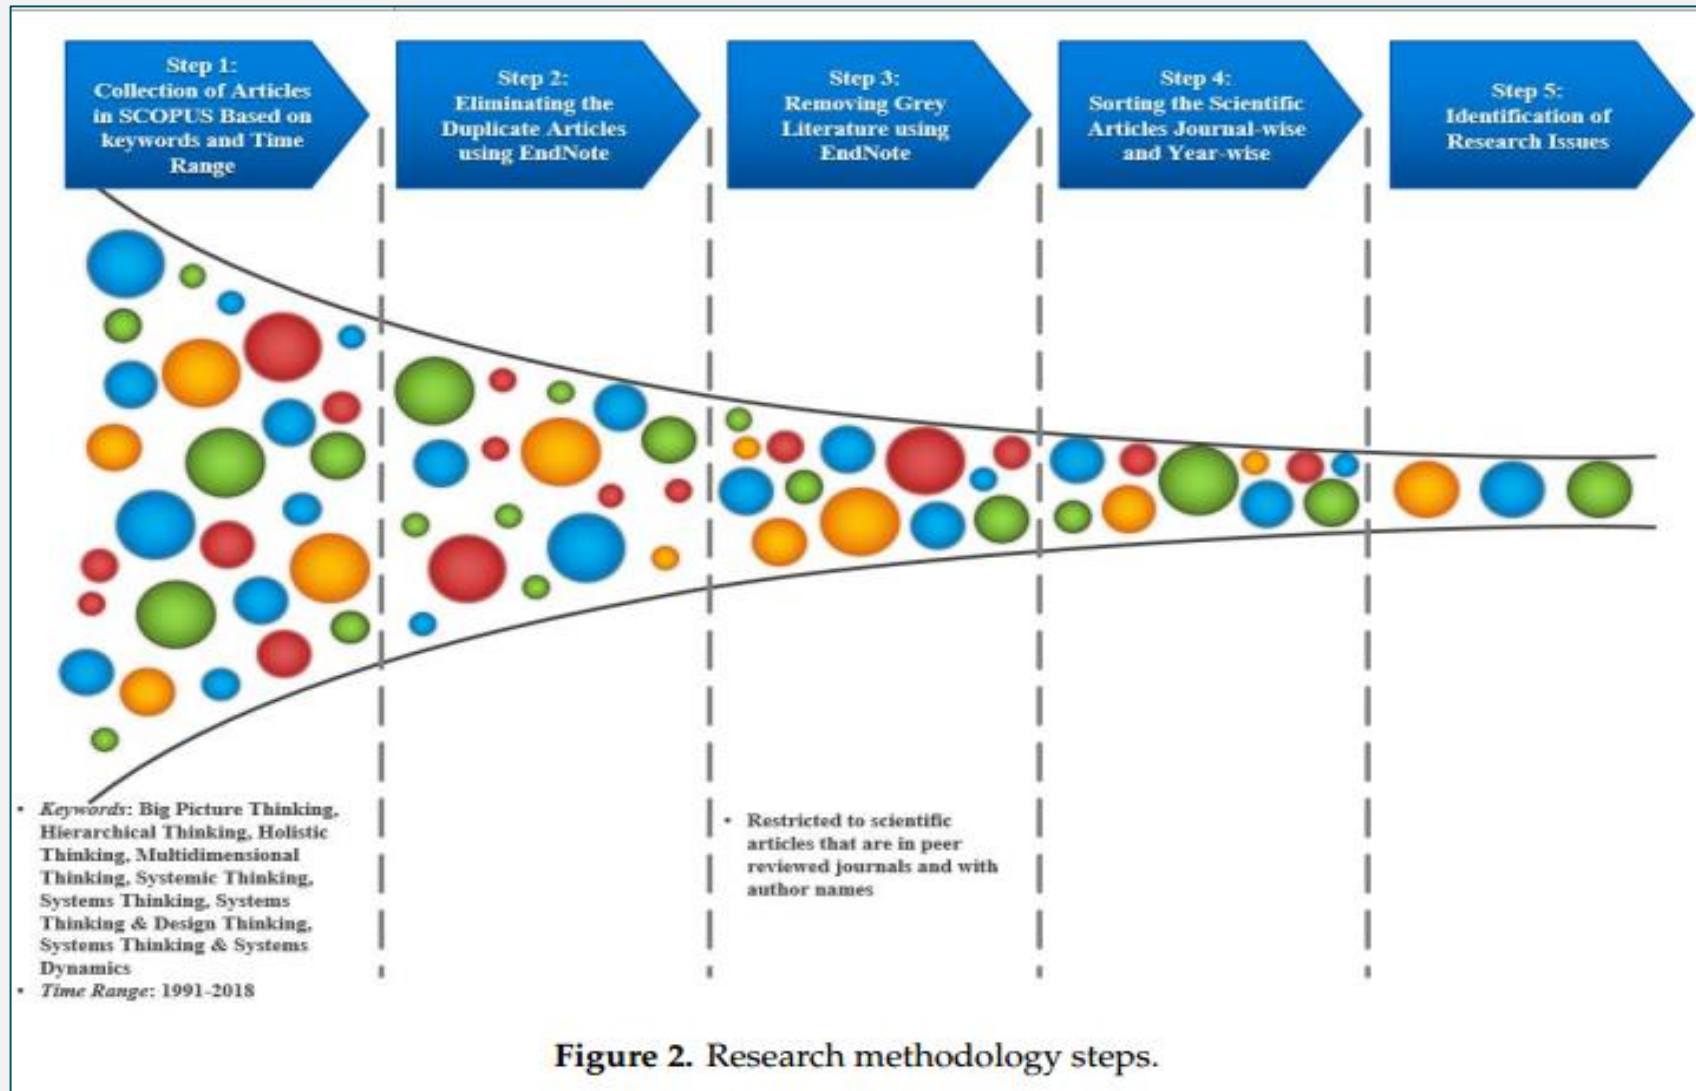 Step 1:
Collection of Articles
in SCOPUS Based on
keywords and Time
Range
Step 2:
Eliminating the
Duplicate Articles
using EndNote
Step 3:
Removing Grey
Literature using
EndNote
Step 4:
Sorting the Scientific
Articles Journal-wise
and Year-wise
Step 5:
Identification of
Research Issues
• Keywords: Big Picture Thinking,
Hierarchical Thinking, Holistic
Thinking, Multidimensional
Thinking, Systemic Thinking,
Systems Thinking, Systems
Thinking & Design Thinking,
Systems Thinking & Systems
Dynamics
• Time Range: 1991-2018
• Restricted to scientific
articles that are in peer
reviewed journals and with
author names
Figure 2. Research methodology steps.